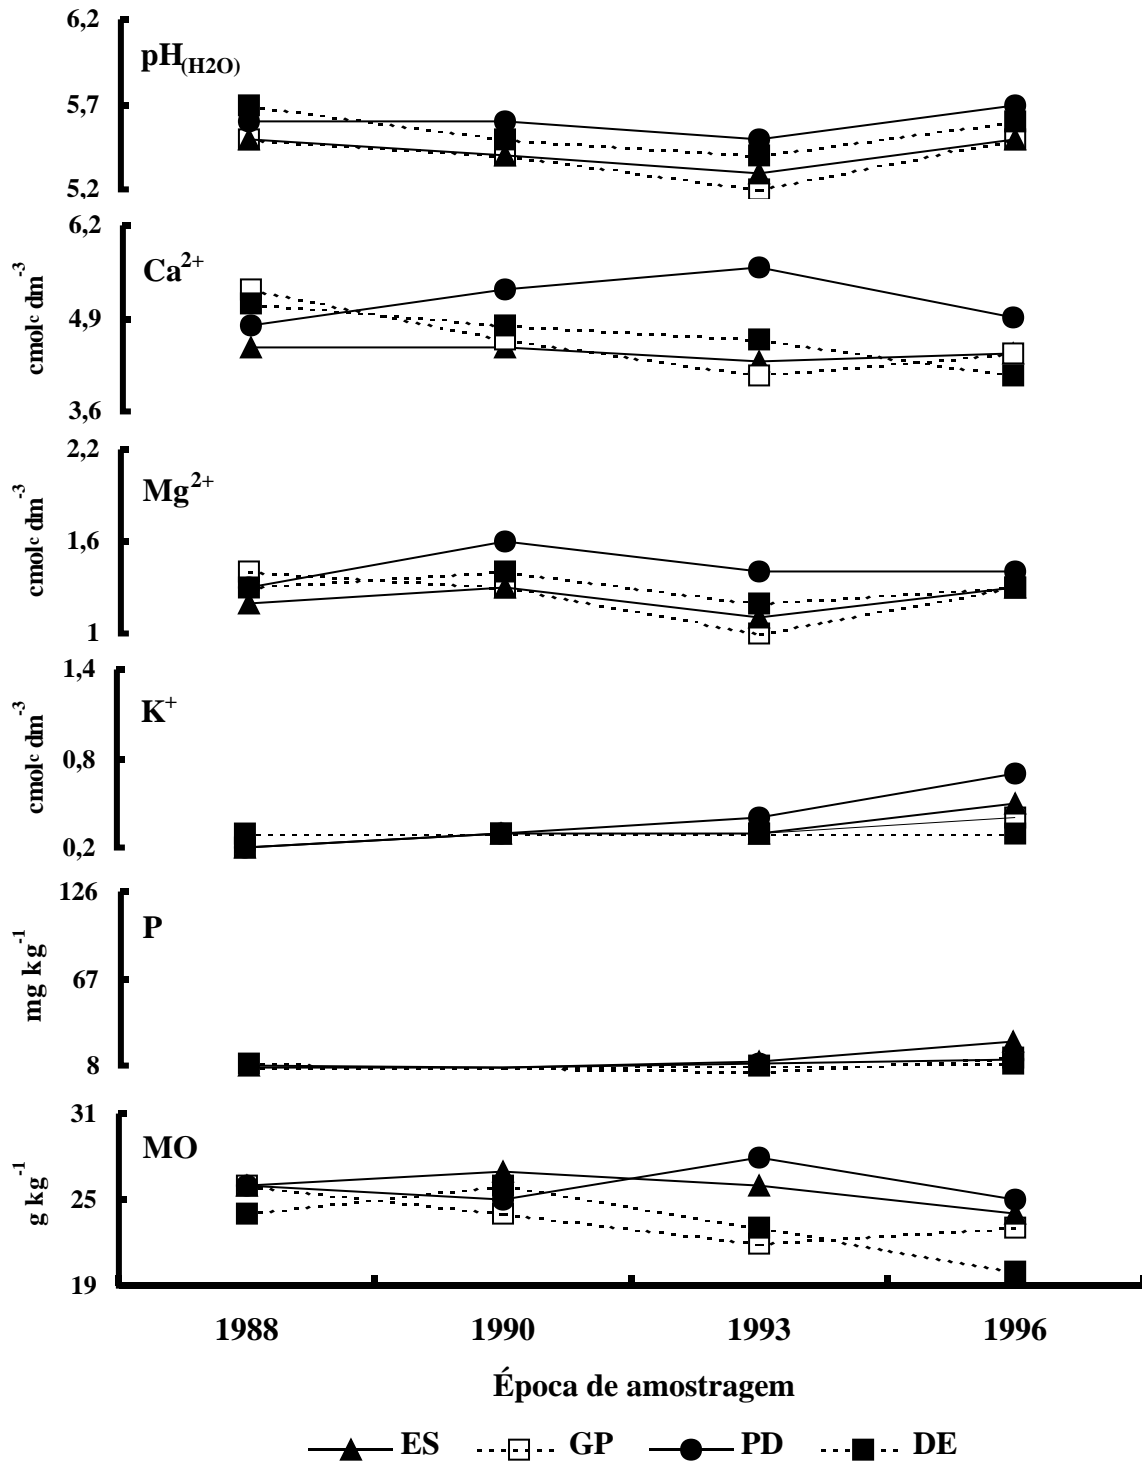 6,2
pH(H2O)
5,7
5,2
6,2
Ca2+
cmolc dm-3
4,9
3,6
2,2
Mg2+
cmolc dm-3
1,6
1
1,4
K+
cmolc dm-3
0,8
0,2
126
P
mg kg-1
67
8
31
MO
g kg-1
25
19
1988 1990 1993 1996
Época de amostragem
ES GP PD DE